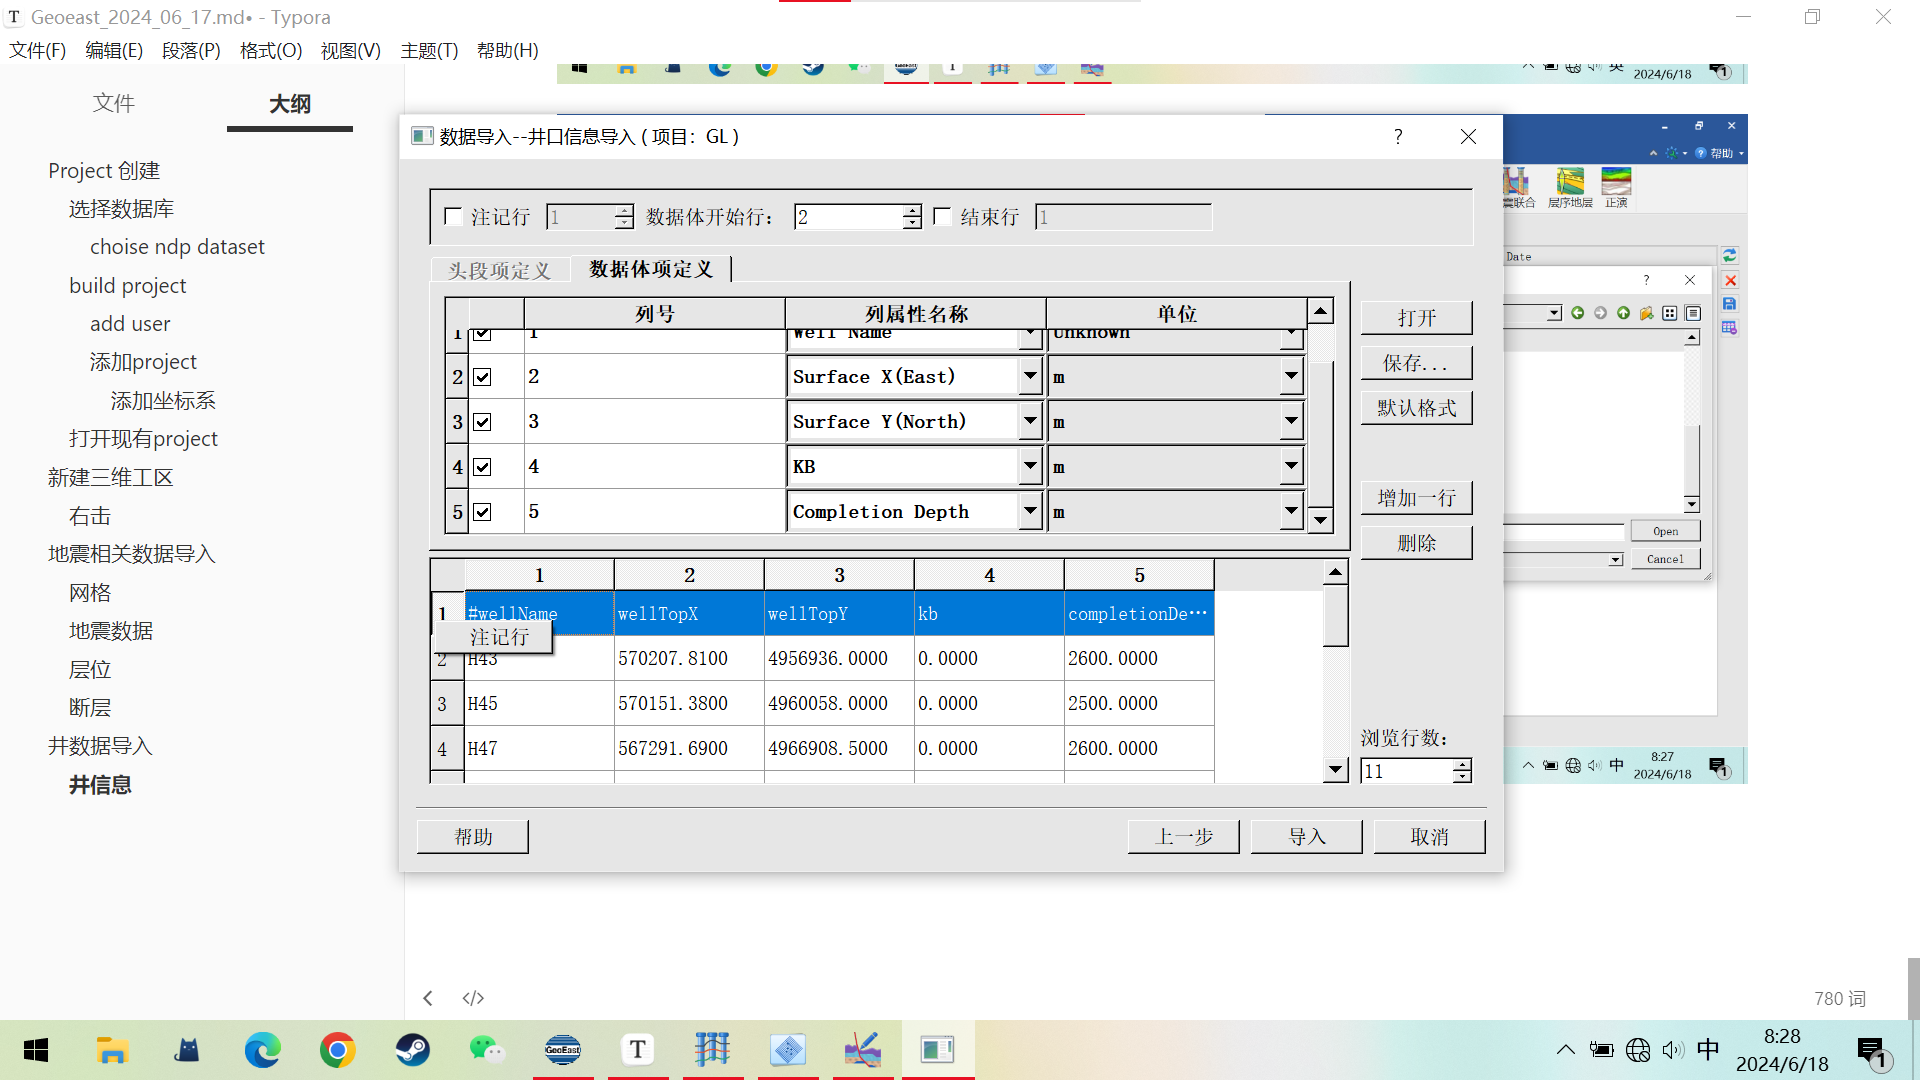 Geoeast_2024_06_17.md• - Typora
文件(F) 编辑(E) 段落(P) 格式(O) 视图(V) 主题(T) 帮助(H)
2024/6/18
文件 大纲
Project 创建
选择数据库
choise ndp dataset
build project
add user
添加project
添加坐标系
打开现有project
新建三维工区
右击
地震相关数据导入
网格
地震数据
层位
断层
井数据导入
井信息
数据导入--井口信息导入 ( 项目：GL )
注记行 1 数据体开始行： 2 结束行 1
头段项定义 数据体项定义
列号 列属性名称 单位
1 1 Well Name Unknown
2 2 Surface X(East) m
3 3 Surface Y(North) m
4 4 KB m
5 5 Completion Depth m
打开
保存...
默认格式
增加一行
删除
1 2 3 4 5
1 #wellName wellTopX wellTopY kb completionDe···
注记行
2 H43 570207.8100 4956936.0000 0.0000 2600.0000
3 H45 570151.3800 4960058.0000 0.0000 2500.0000
4 H47 567291.6900 4966908.5000 0.0000 2600.0000
浏览行数：
11
帮助 上一步 导入 取消
帮助
层序地层 正演
Date
Open
Cancel
中 8:27
2024/6/18 1
780 词
GeoEast
中 8:28
2024/6/18 1